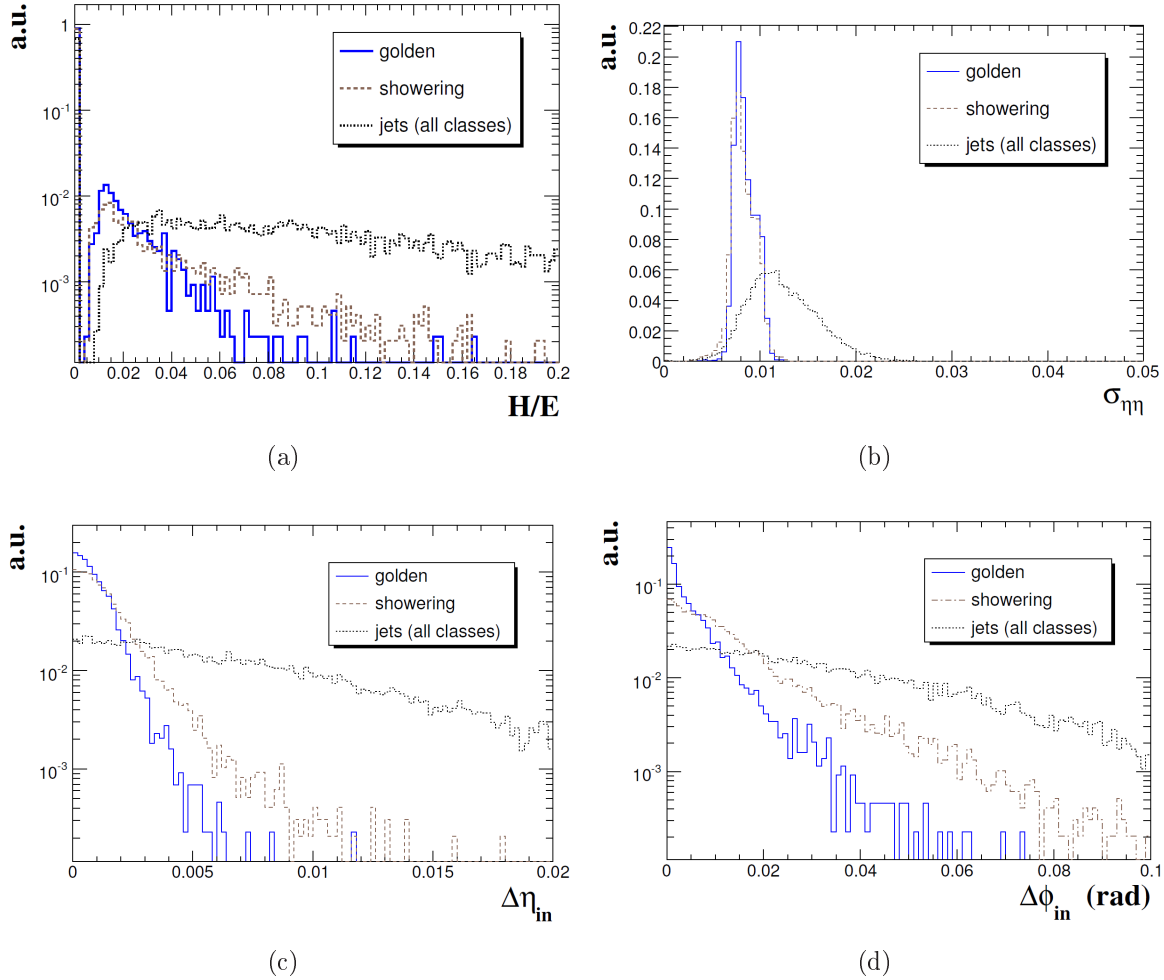 a.u.
1
10^-1
10^-2
10^-3
golden
showering
jets (all classes)
0 0.02 0.04 0.06 0.08 0.1 0.12 0.14 0.16 0.18 0.2
H/E
(a)
a.u.
0.22
0.2
0.18
0.16
0.14
0.12
0.1
0.08
0.06
0.04
0.02
0
golden
showering
jets (all classes)
0 0.01 0.02 0.03 0.04 0.05
σηη
(b)
a.u.
10^-1
10^-2
10^-3
golden
showering
jets (all classes)
0 0.005 0.01 0.015 0.02
Δη_in
(c)
a.u.
10^-1
10^-2
10^-3
golden
showering
jets (all classes)
0 0.02 0.04 0.06 0.08 0.1
Δϕ_in (rad)
(d)